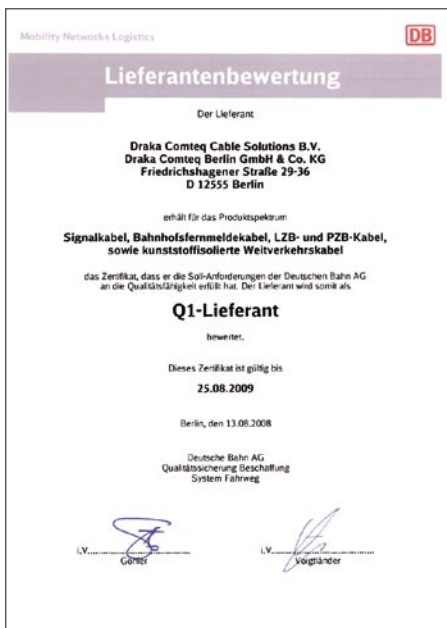 Mobility Networks Logistics
DB
Lieferantenbewertung
Der Lieferant
Draka Comteq Cable Solutions B.V.
Draka Comteq Berlin GmbH & Co. KG
Friedrichshagener Straße 29-36
D 12555 Berlin
erhält für das Produktspektrum
Signalkabel, Bahnhofsfernmeldekabel, LZB- und PZB-Kabel,
sowie kunststoffisolierte Weitverkehrskabel
das Zertifikat, dass er die Soll-Anforderungen der Deutschen Bahn AG
an die Qualitätsfähigkeit erfüllt hat. Der Lieferant wird somit als
Q1-Lieferant
bewertet.
Dieses Zertifikat ist gültig bis
25.08.2009
Berlin, den 13.08.2008
Deutsche Bahn AG
Qualitätssicherung Beschaffung
System Fahrweg
i.V. i.V.
Voigtländer